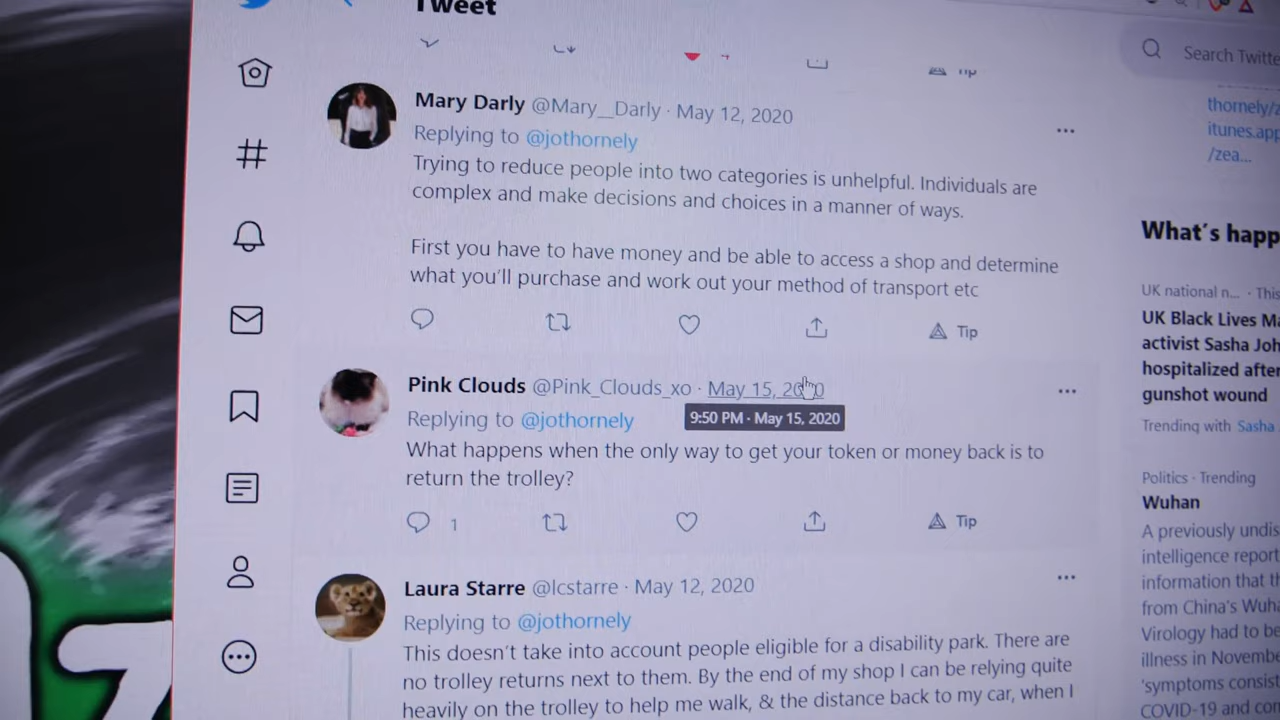 Tweet
Search
Tip
Mary Darly @Mary__Darly · May 12, 2020
Replying to @jothornely
Trying to reduce people into two categories is unhelpful. Individuals are
complex and make decisions and choices in a manner of ways.
First you have to have money and be able to access a shop and determine
what you'll purchase and work out your method of transport etc
Tip
Pink Clouds @Pink_Clouds_xo · May 15, 2020
9:50 PM · May 15, 2020
Replying to @jothornely
What happens when the only way to get your token or money back is to
return the trolley?
1
Tip
Laura Starre @lcstarre · May 12, 2020
Replying to @jothornely
This doesn't take into account people eligible for a disability park. There are
no trolley returns next to them. By the end of my shop I can be relying quite
heavily on the trolley to help me walk, & the distance back to my car, when I
thornely/z
itunes.app
/zea...
What's happ
UK national n... · This
UK Black Lives Ma
activist Sasha Joh
hospitalized after
gunshot wound
Trending with Sasha
Politics · Trending
Wuhan
A previously undis
intelligence report
information that th
from China's Wuha
Virology had to be
illness in Novembe
'symptoms consist
COVID-19 and con